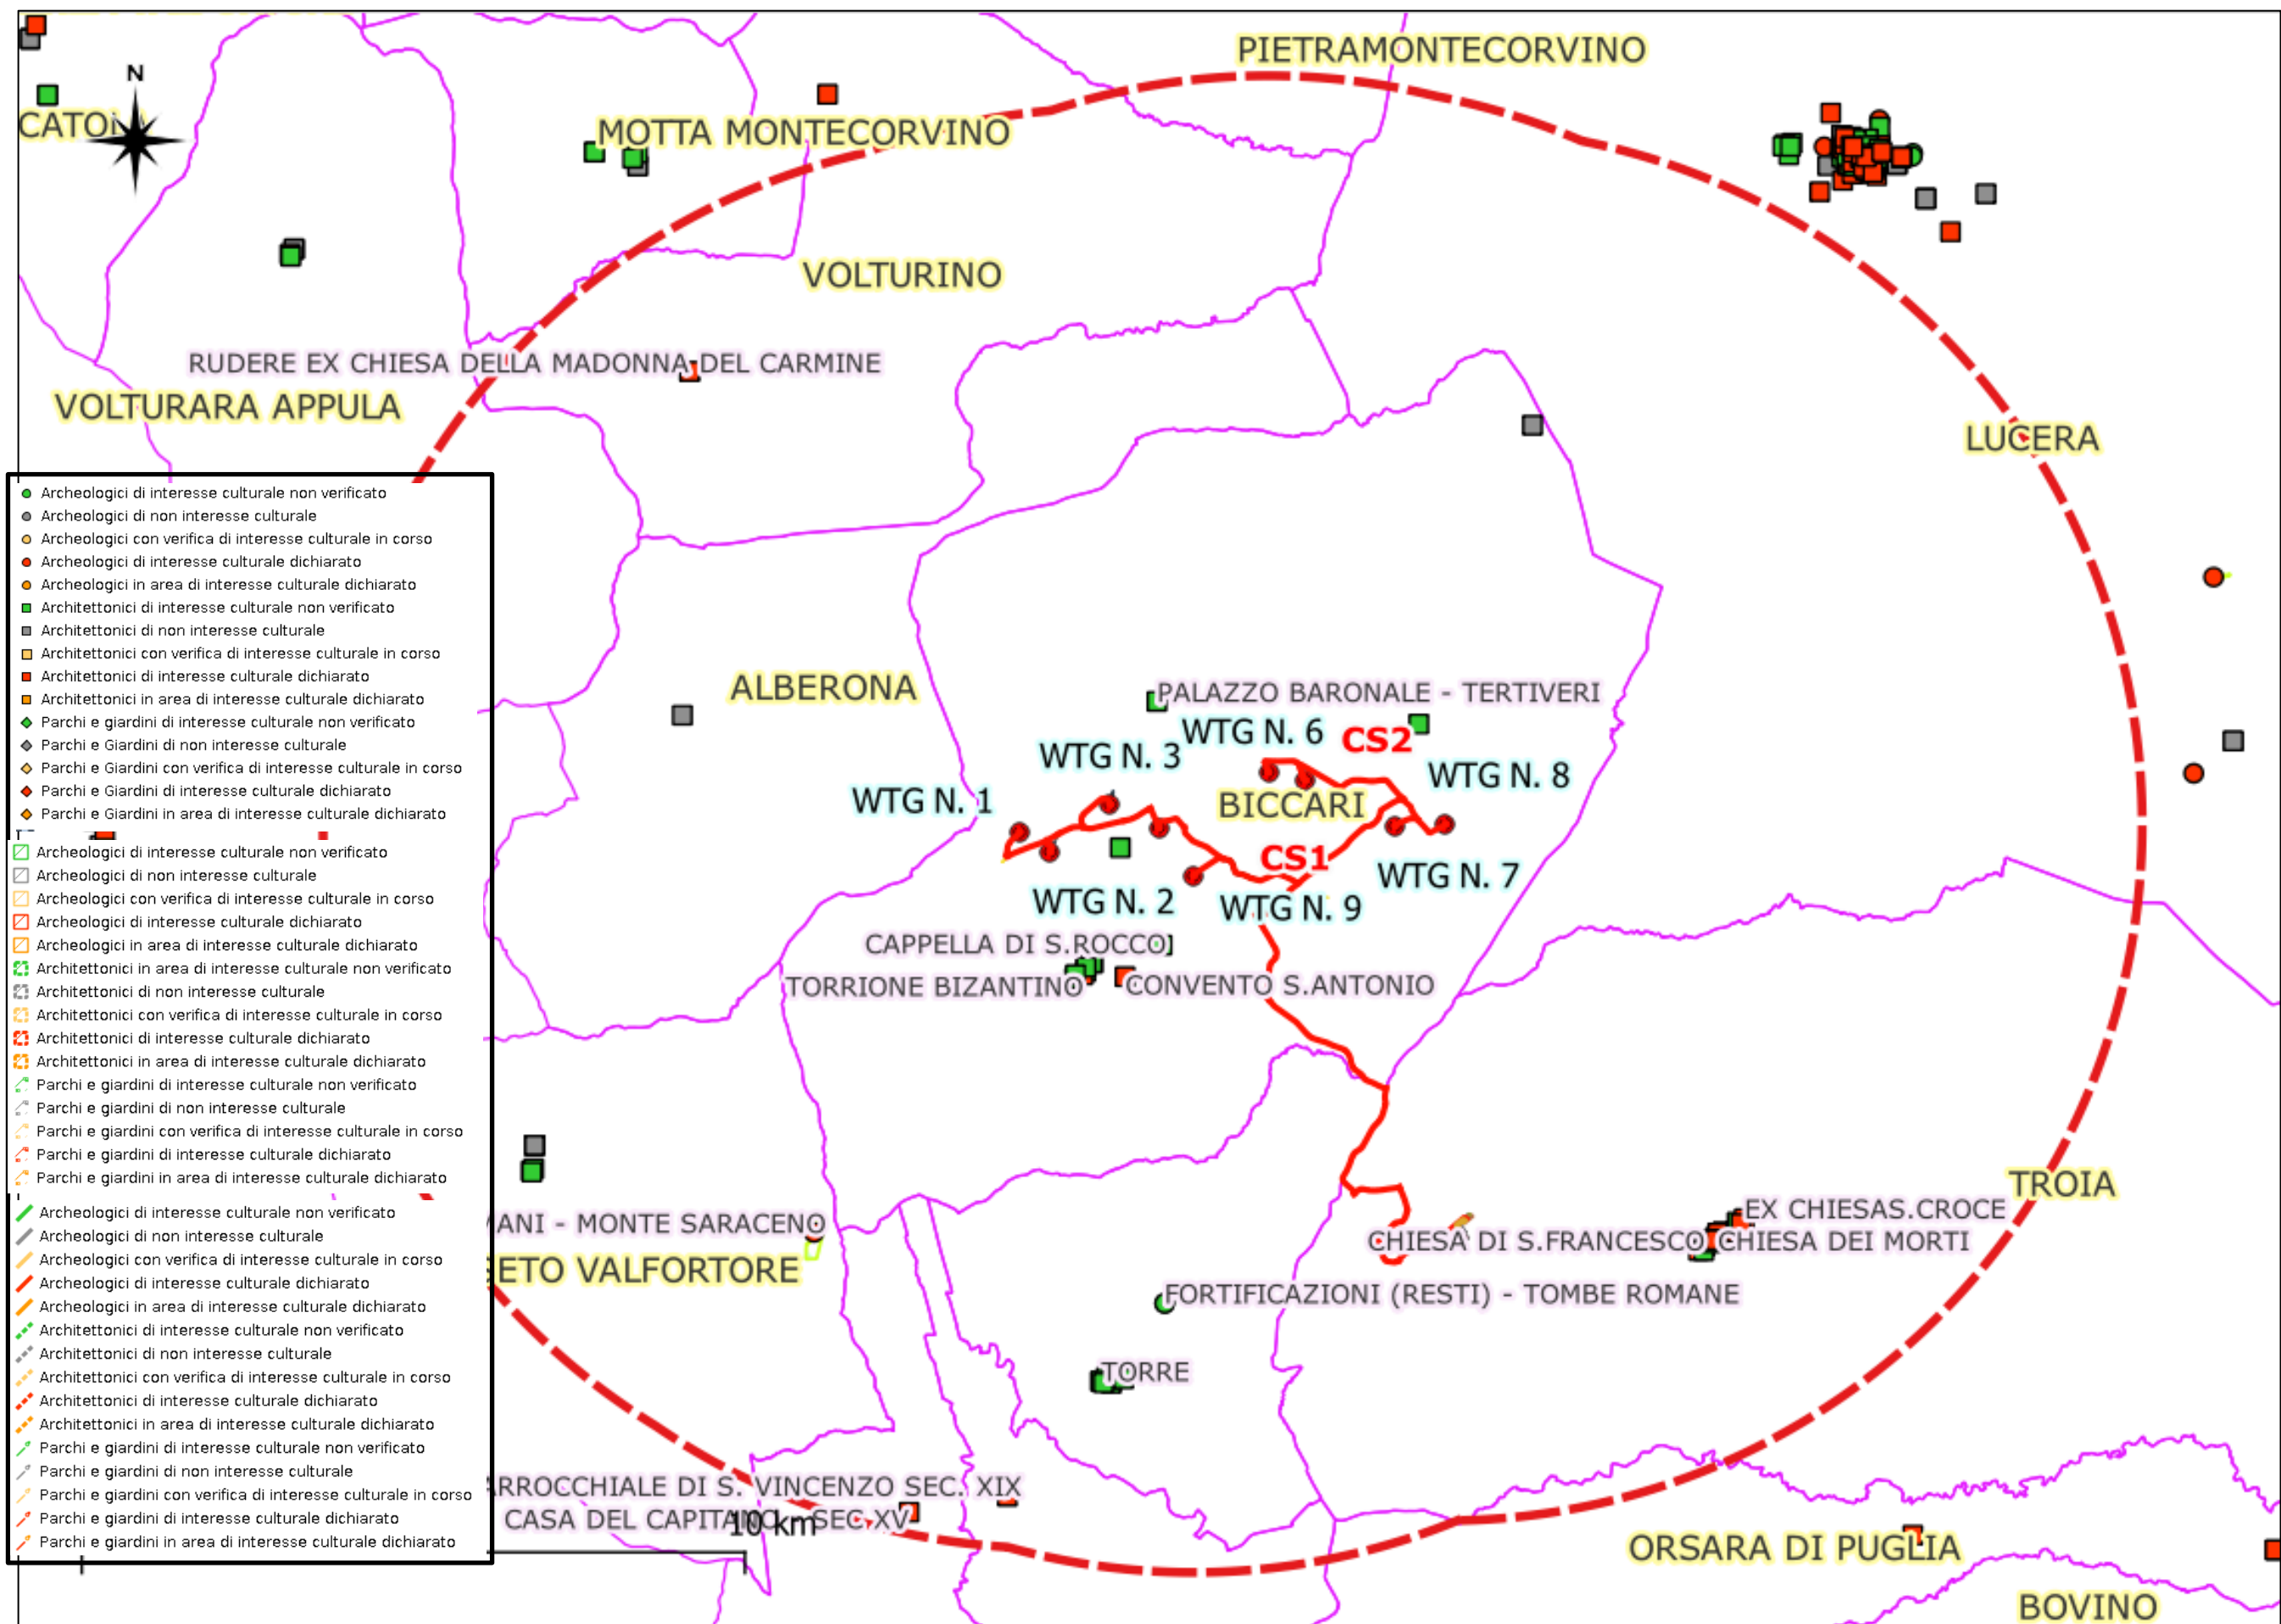 PIETRAMONTECORVINO
N
CATO
MOTTA MONTECORVINO
VOLTURINO
RUDERE EX CHIESA DELLA MADONNA DEL CARMINE
VOLTURARA APPULA
LUCERA
Archeologici di interesse culturale non verificato
Archeologici di non interesse culturale
Archeologici con verifica di interesse culturale in corso
Archeologici di interesse culturale dichiarato
Archeologici in area di interesse culturale dichiarato
Architettonici di interesse culturale non verificato
Architettonici di non interesse culturale
Architettonici con verifica di interesse culturale in corso
Architettonici di interesse culturale dichiarato
Architettonici in area di interesse culturale dichiarato
Parchi e giardini di interesse culturale non verificato
Parchi e Giardini di non interesse culturale
Parchi e Giardini con verifica di interesse culturale in corso
Parchi e Giardini di interesse culturale dichiarato
Parchi e Giardini in area di interesse culturale dichiarato
Archeologici di interesse culturale non verificato
Archeologici di non interesse culturale
Archeologici con verifica di interesse culturale in corso
Archeologici di interesse culturale dichiarato
Archeologici in area di interesse culturale dichiarato
Architettonici in area di interesse culturale non verificato
Architettonici di non interesse culturale
Architettonici con verifica di interesse culturale in corso
Architettonici di interesse culturale dichiarato
Architettonici in area di interesse culturale dichiarato
Parchi e giardini di interesse culturale non verificato
Parchi e giardini di non interesse culturale
Parchi e giardini con verifica di interesse culturale in corso
Parchi e giardini di interesse culturale dichiarato
Parchi e giardini in area di interesse culturale dichiarato
Archeologici di interesse culturale non verificato
Archeologici di non interesse culturale
Archeologici con verifica di interesse culturale in corso
Archeologici di interesse culturale dichiarato
Archeologici in area di interesse culturale dichiarato
Architettonici di interesse culturale non verificato
Architettonici di non interesse culturale
Architettonici con verifica di interesse culturale in corso
Architettonici di interesse culturale dichiarato
Architettonici in area di interesse culturale dichiarato
Parchi e giardini di interesse culturale non verificato
Parchi e giardini di non interesse culturale
Parchi e giardini con verifica di interesse culturale in corso
Parchi e giardini di interesse culturale dichiarato
Parchi e giardini in area di interesse culturale dichiarato
ALBERONA
PALAZZO BARONALE - TERTIVERI
WTG N. 6
CS2
WTG N. 3
WTG N. 8
WTG N. 1
BICCARI
CS1
WTG N. 7
WTG N. 2
WTG N. 9
CAPPELLA DI S.ROCCO
TORRIONE BIZANTINO
CONVENTO S.ANTONIO
TROIA
EX CHIESAS.CROCE
ANI - MONTE SARACENO
CHIESA DI S.FRANCESCO
CHIESA DEI MORTI
ETO VALFORTORE
FORTIFICAZIONI (RESTI) - TOMBE ROMANE
TORRE
ARROCCHIALE DI S. VINCENZO SEC. XIX
CASA DEL CAPITANO - SEC.XV
10 km
ORSARA DI PUGLIA
BOVINO